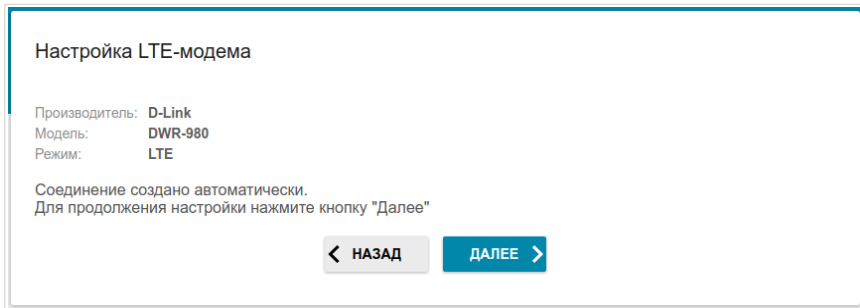 Настройка LTE-модема
Производитель: D-Link
Модель: DWR-980
Режим: LTE
Соединение создано автоматически.
Для продолжения настройки нажмите кнопку "Далее"
НАЗАД ДАЛЕЕ